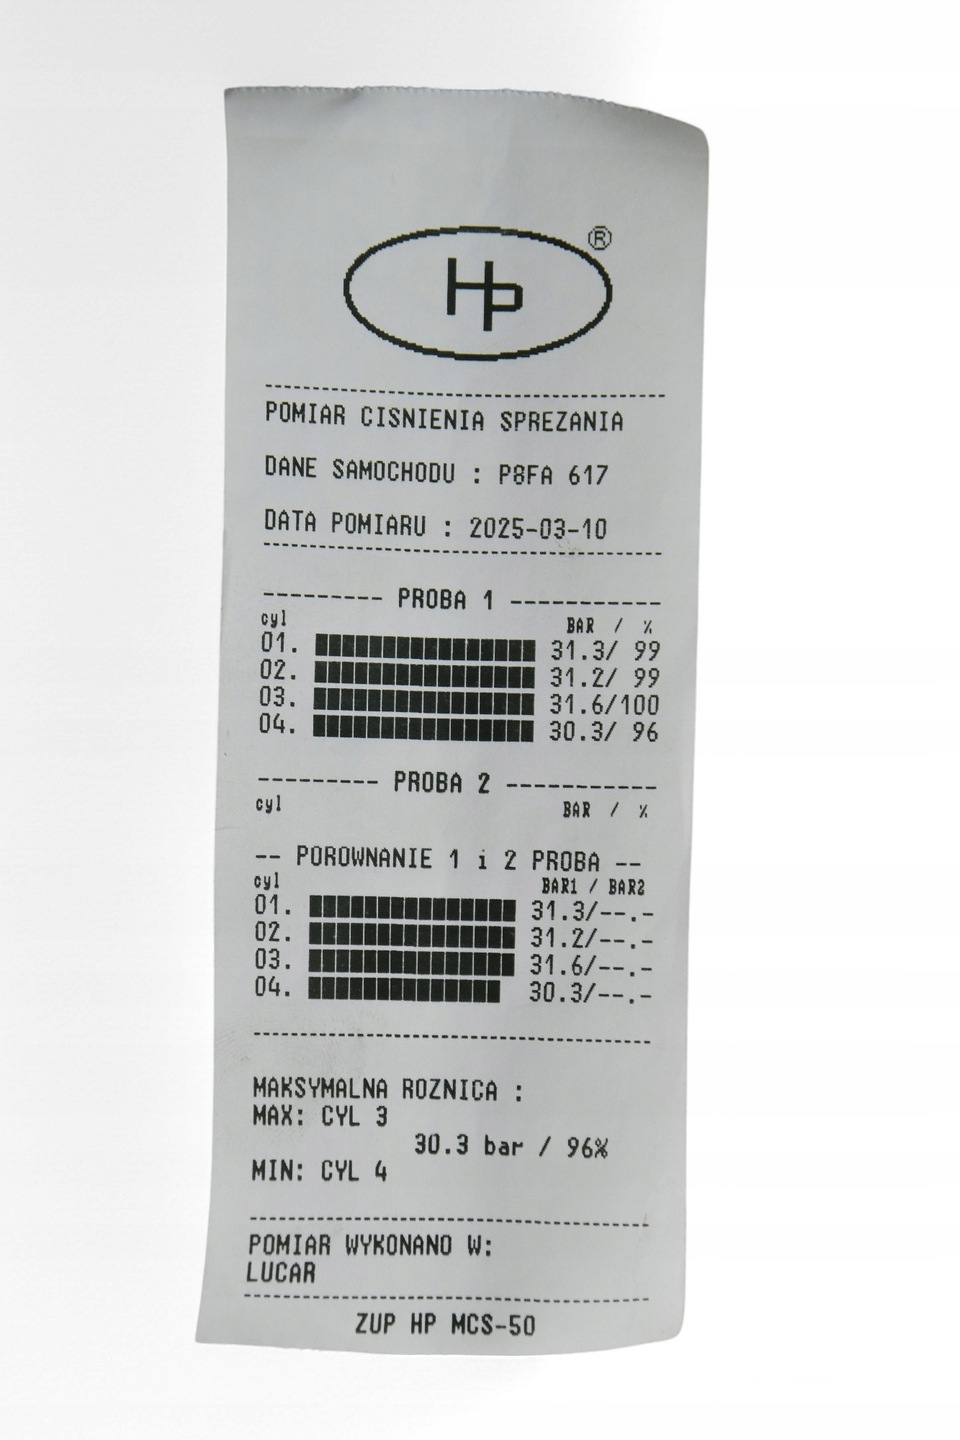 HP ®
POMIAR CISNIENIA SPREZANIA
DANE SAMOCHODU : P8FA 617
DATA POMIARU : 2025-03-10
--------- PROBA 1 -----------
cyl BAR / %
01. 31.3/ 99
02. 31.2/ 99
03. 31.6/100
04. 30.3/ 96
--------- PROBA 2 -----------
cyl BAR / %
-- POROWNANIE 1 i 2 PROBA --
cyl BAR1 / BAR2
01. 31.3/--.-
02. 31.2/--.-
03. 31.6/--.-
04. 30.3/--.-
MAKSYMALNA ROZNICA :
MAX: CYL 3
30.3 bar / 96%
MIN: CYL 4
POMIAR WYKONANO W:
LUCAR
ZUP HP MCS-50